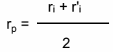 rₚ = rᵢ + r'ᵢ
2